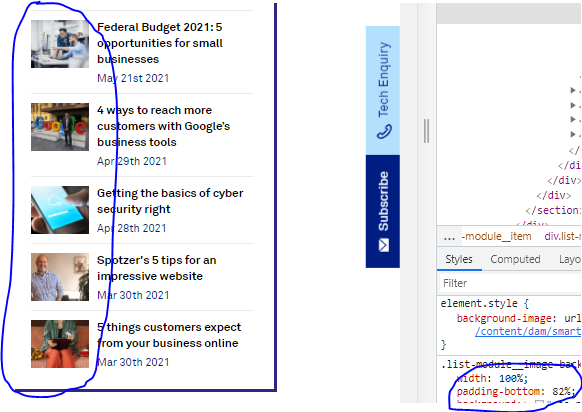 Federal Budget 2021: 5
opportunities for small
businesses
May 21st 2021
4 ways to reach more
customers with Google's
business tools
Apr 29th 2021
Getting the basics of cyber
security right
Apr 28th 2021
Spotzer's 5 tips for an
impressive website
Mar 30th 2021
5 things customers expect
from your business online
Mar 30th 2021
Tech Enquiry
Subscribe
</
</di
</div>
</div>
</section>
</div>
... -module__item div.list-
Styles Computed Layo
Filter
element.style {
background-image: url
/content/dam/smart
}
.list-module__image-bac
width: 100%;
padding-bottom: 82%;